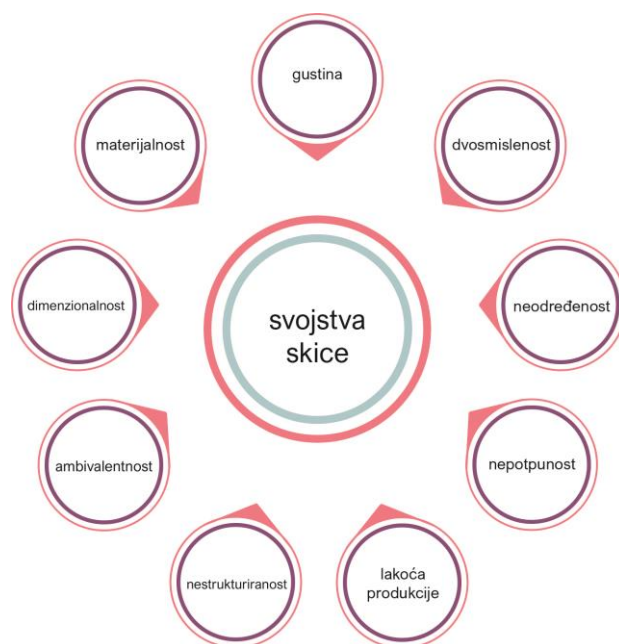 gustina
materijalnost
dvosmislenost
dimenzionalnost
svojstva
skice
neodređenost
ambivalentnost
nepotpunost
nestrukturiranost
lakoća
produkcije